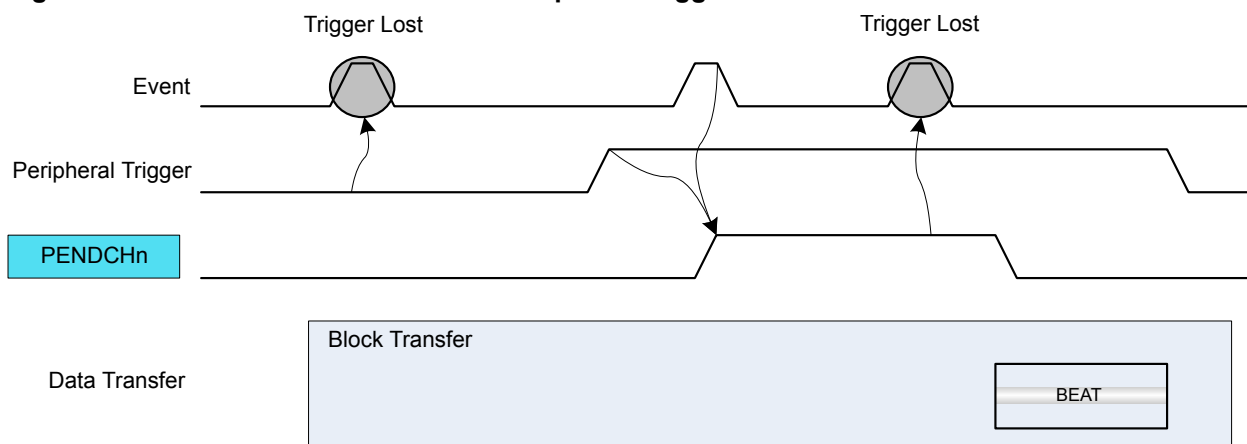 Trigger Lost
Trigger Lost
Event
Peripheral Trigger
PENDCHn
Block Transfer
Data Transfer
BEAT